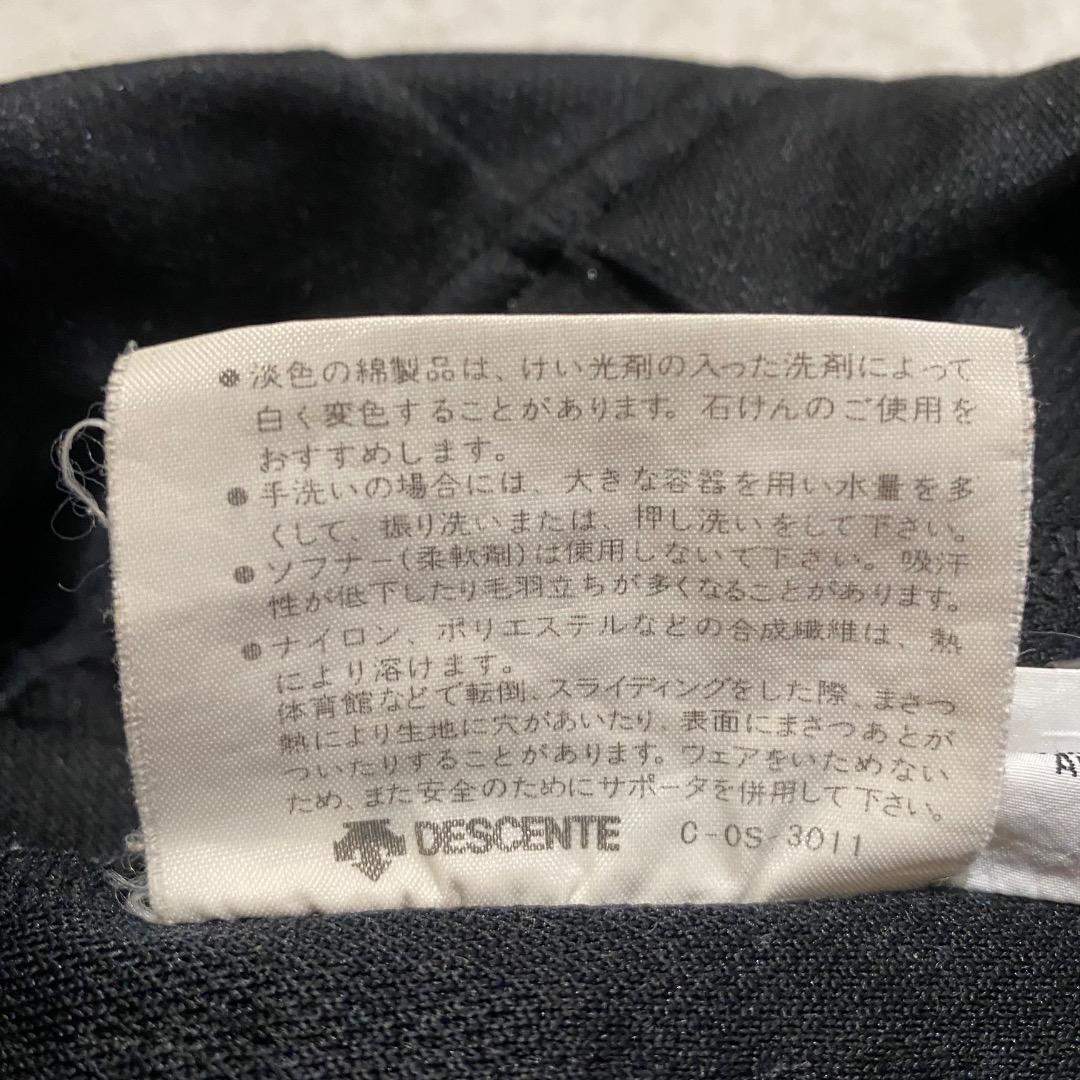 ●淡色の綿製品は、けい光剤の入った洗剤によって
白く変色することがあります。石けんのご使用を
おすすめします。
●手洗いの場合には、大きな容器を用い水量を多
くして、振り洗いまたは、押し洗いをして下さい。
●ソフナー(柔軟剤)は使用しないで下さい。吸汗
性が低下したり毛羽立ちが多くなることがあります。
●ナイロン、ポリエステルなどの合成繊維は、熱
により溶けます。
体育館などで転倒、スライディングをした際、まさつ
熱により生地に穴があいたり、表面にまさつあとが
ついたりすることがあります。ウェアをいためない
ため、また安全のためにサポータを併用して下さい。
DESCENTE C-OS-3011